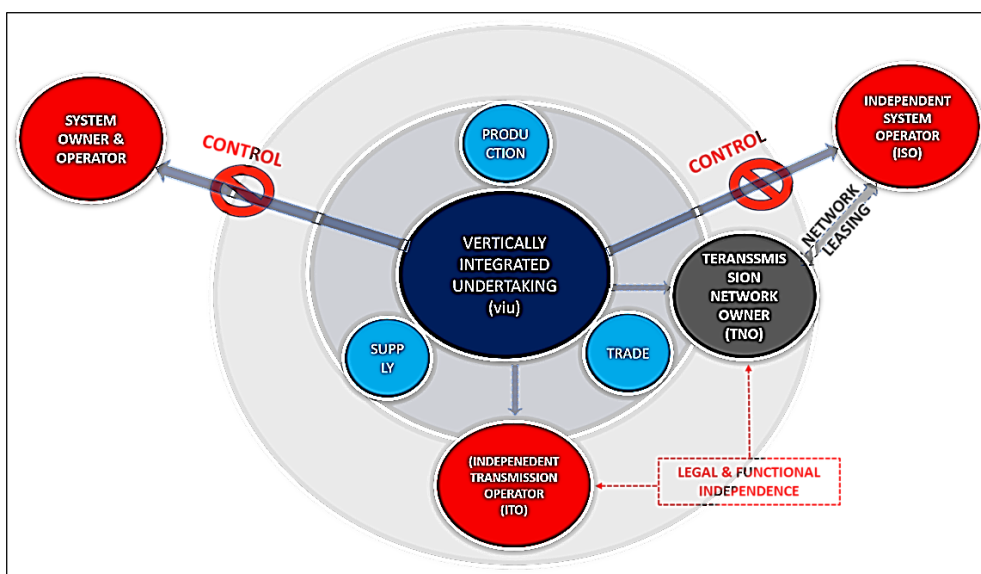 SYSTEM
OWNER &
OPERATOR
CONTROL
PRODU
CTION
CONTROL
INDEPENDENT
SYSTEM
OPERATOR
(ISO)
NETWORK
LEASING
VERTICALLY
INTEGRATED
UNDERTAKING
(viu)
TERANSSMIS
SION
NETWORK
OWNER
(TNO)
SUPP
LY
TRADE
(INDEPENEDENT
TRANSMISSION
OPERATOR
(ITO)
LEGAL & FUNCTIONAL
INDEPENDENCE